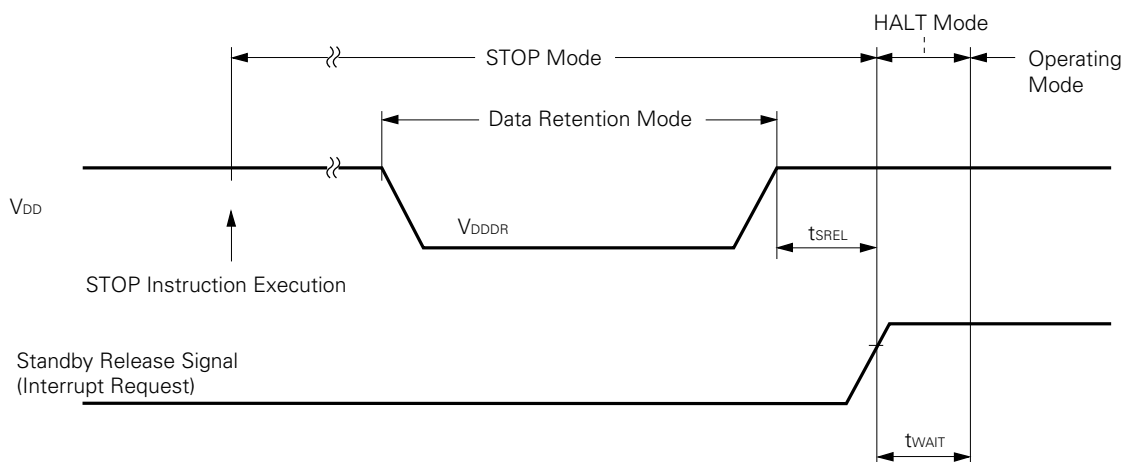 HALT Mode
STOP Mode
Operating
Mode
Data Retention Mode
VDD
VDDDR
tSREL
STOP Instruction Execution
Standby Release Signal
(Interrupt Request)
tWAIT